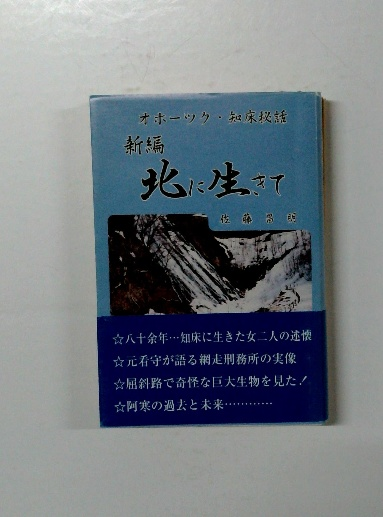 オホーツク・知床秘話
新編
北に生きて
佐藤昌明
☆八十余年…知床に生きた女二人の述懐
☆元看守が語る網走刑務所の実像
☆屈斜路で奇怪な巨大生物を見た!
☆阿寒の過去と未来…………